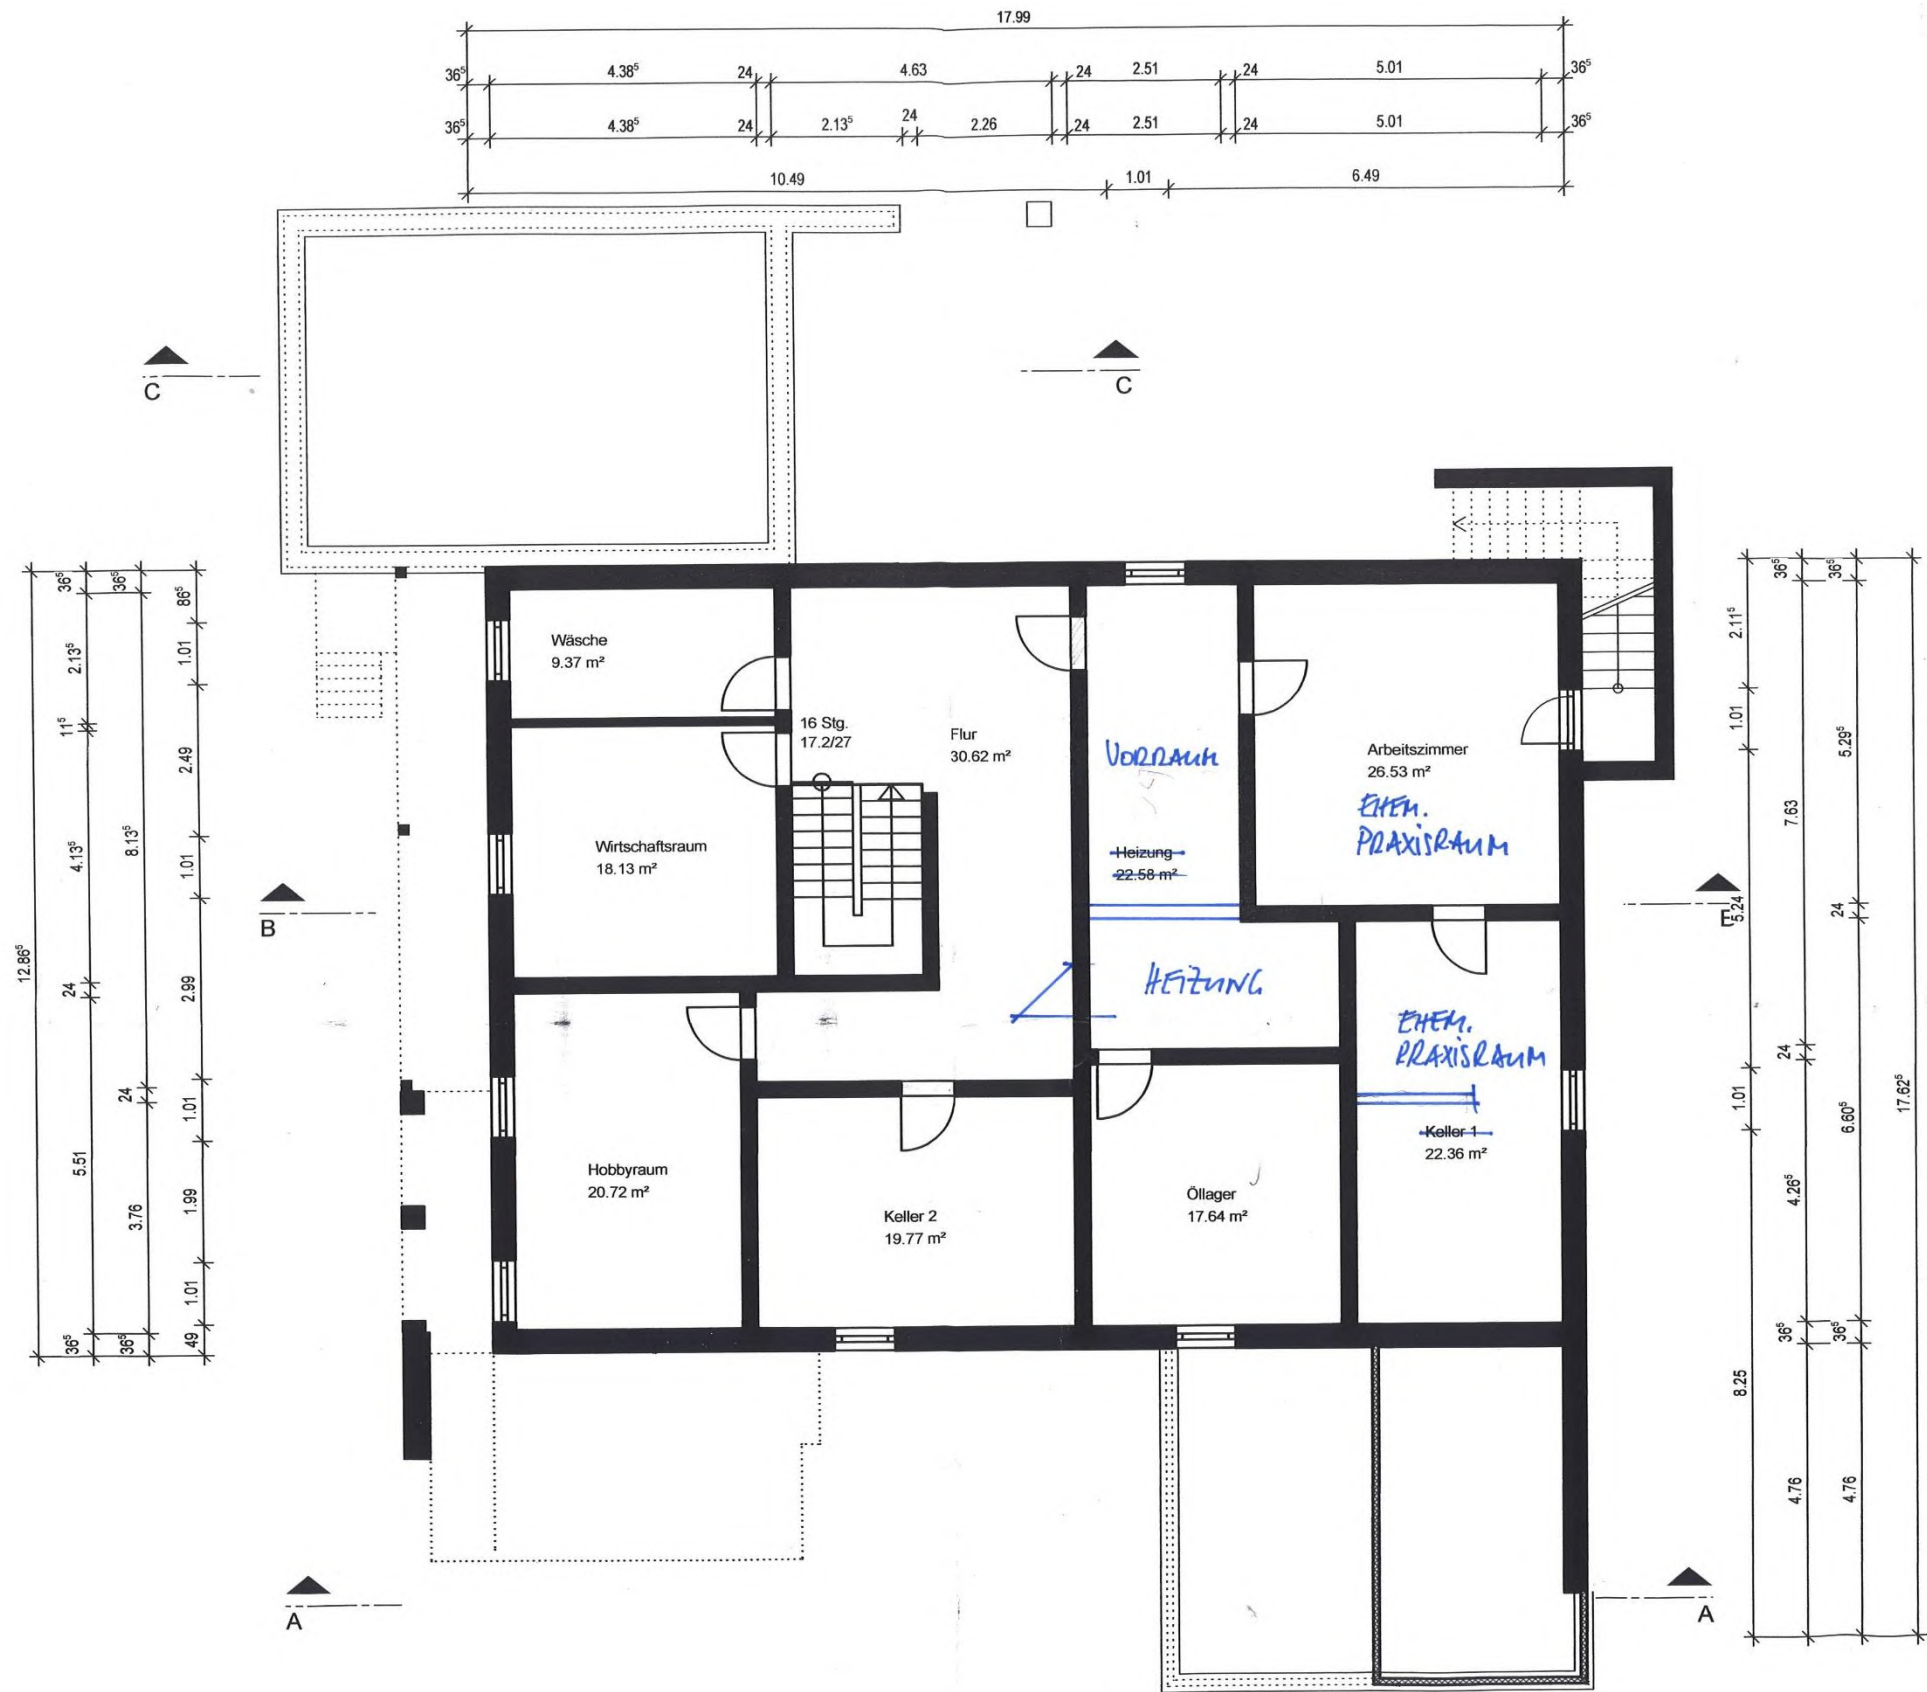 17.99
36⁵ 4.38⁵ 24 4.63 24 2.51 24 5.01 36⁵
36⁵ 4.38⁵ 24 2.13⁵ 24 2.26 24 2.51 24 5.01 36⁵
10.49 1.01 6.49
C
C
Wäsche
9.37 m²
16 Stg.
17.2/27
Flur
30.62 m²
VORRAUM
Heizung
22.58 m²
Arbeitszimmer
26.53 m²
EHEM.
PRAXISRAUM
Wirtschaftsraum
18.13 m²
B
HEIZUNG
EHEM.
PRAXISRAUM
Keller 1
22.36 m²
Hobbyraum
20.72 m²
Keller 2
19.77 m²
Öllager
17.64 m²
A
A
12.86⁵
36⁵ 2.13⁵ 11⁵ 4.13⁵ 24 5.51 36⁵
36⁵ 8.13⁵ 24 3.76 36⁵
86⁵ 1.01 2.49 1.01 2.99 1.01 1.99 1.01 49
2.11⁵ 1.01 5.24 1.01 8.25
36⁵ 7.63 24 4.26⁵ 36⁵ 4.76
36⁵ 5.29⁵ 24 6.60⁵ 36⁵ 4.76
17.62⁵